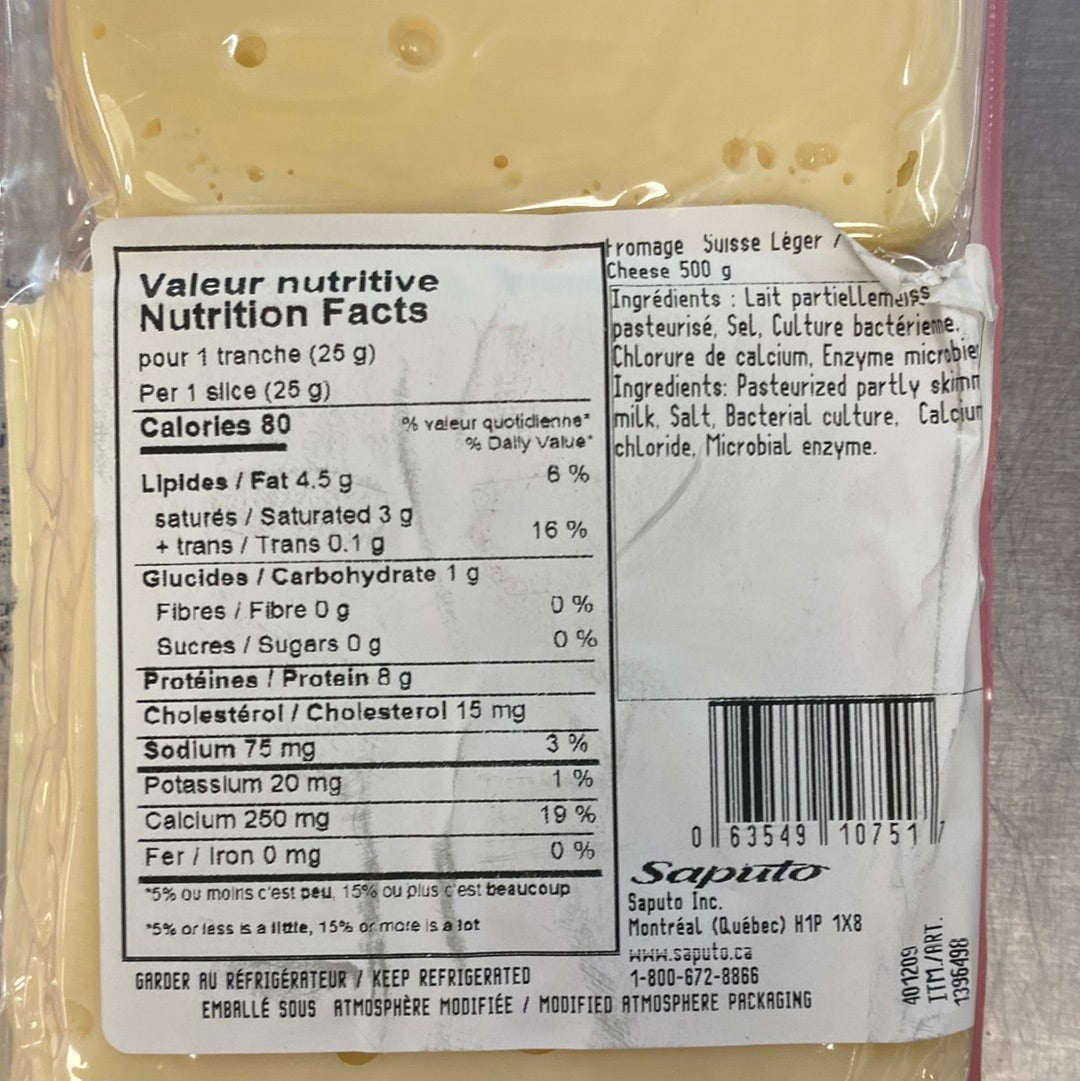 Valeur nutritive
Nutrition Facts
pour 1 tranche (25 g)
Per 1 slice (25 g)
Calories 80
% valeur quotidienne*
% Daily Value*
Lipides / Fat 4.5 g 6 %
saturés / Saturated 3 g
+ trans / Trans 0.1 g 16 %
Glucides / Carbohydrate 1 g
Fibres / Fibre 0 g 0 %
Sucres / Sugars 0 g 0 %
Protéines / Protein 8 g
Cholestérol / Cholesterol 15 mg
Sodium 75 mg 3 %
Potassium 20 mg 1 %
Calcium 250 mg 19 %
Fer / Iron 0 mg 0 %
*5% ou moins c'est peu, 15% ou plus c'est beaucoup
*5% or less is a little, 15% or more is a lot
Fromage Suisse Léger /
Cheese 500 g
Ingrédients : Lait
pasteurisé, Sel, Culture bactérienne,
Chlorure de calcium, Enzyme
Ingredients: Pasteurized partly
milk, Salt, Bacterial culture, Calcium
chloride, Microbial enzyme.
0 63549 10751 7
Saputo
Saputo Inc.
Montréal (Québec) H1P 1X8
www.saputo.ca
1-800-672-8866
GARDER AU RÉFRIGÉRATEUR / KEEP REFRIGERATED
EMBALLÉ SOUS ATMOSPHÈRE MODIFIÉE / MODIFIED ATMOSPHERE PACKAGING
401209
ITM./ART.
1396498